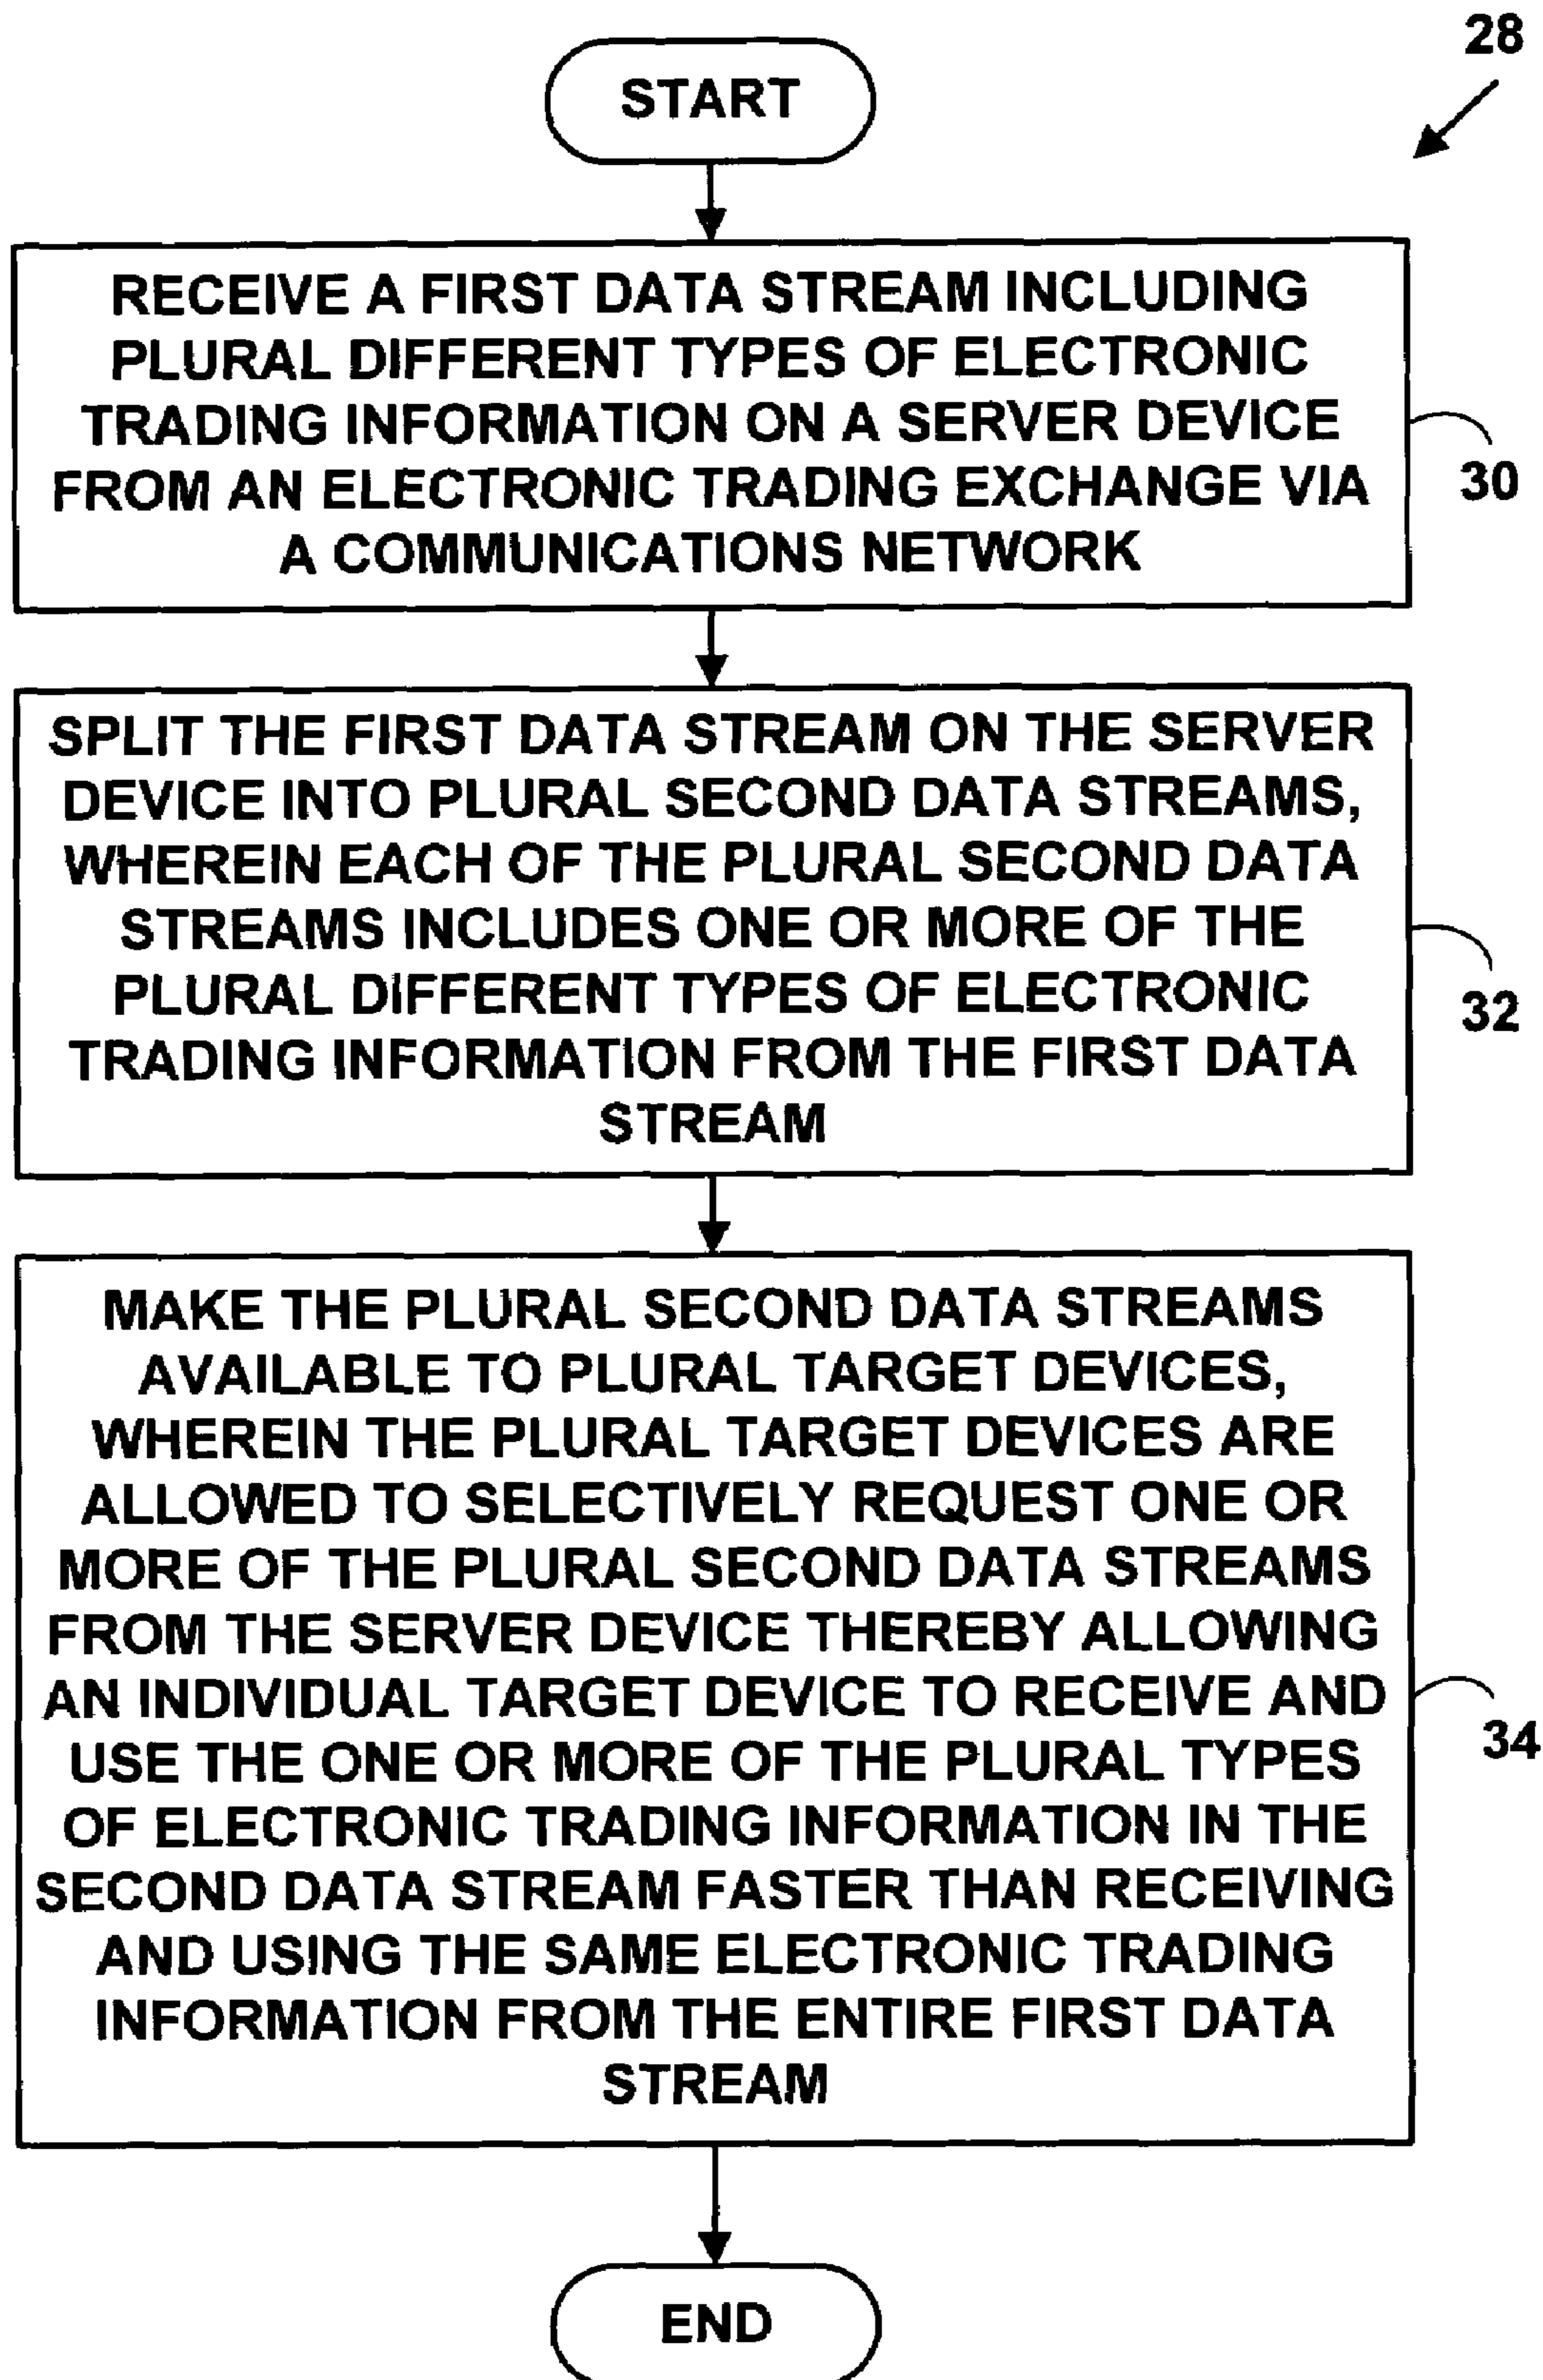 28
START
RECEIVE A FIRST DATA STREAM INCLUDING
PLURAL DIFFERENT TYPES OF ELECTRONIC
TRADING INFORMATION ON A SERVER DEVICE
FROM AN ELECTRONIC TRADING EXCHANGE VIA
A COMMUNICATIONS NETWORK
30
SPLIT THE FIRST DATA STREAM ON THE SERVER
DEVICE INTO PLURAL SECOND DATA STREAMS,
WHEREIN EACH OF THE PLURAL SECOND DATA
STREAMS INCLUDES ONE OR MORE OF THE
PLURAL DIFFERENT TYPES OF ELECTRONIC
TRADING INFORMATION FROM THE FIRST DATA
STREAM
32
MAKE THE PLURAL SECOND DATA STREAMS
AVAILABLE TO PLURAL TARGET DEVICES,
WHEREIN THE PLURAL TARGET DEVICES ARE
ALLOWED TO SELECTIVELY REQUEST ONE OR
MORE OF THE PLURAL SECOND DATA STREAMS
FROM THE SERVER DEVICE THEREBY ALLOWING
AN INDIVIDUAL TARGET DEVICE TO RECEIVE AND
USE THE ONE OR MORE OF THE PLURAL TYPES
OF ELECTRONIC TRADING INFORMATION IN THE
SECOND DATA STREAM FASTER THAN RECEIVING
AND USING THE SAME ELECTRONIC TRADING
INFORMATION FROM THE ENTIRE FIRST DATA
STREAM
34
END